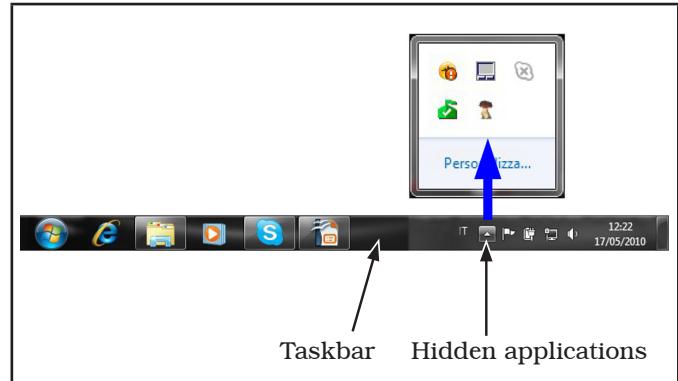 Personalizza...
IT
12:22
17/05/2010
Taskbar
Hidden applications